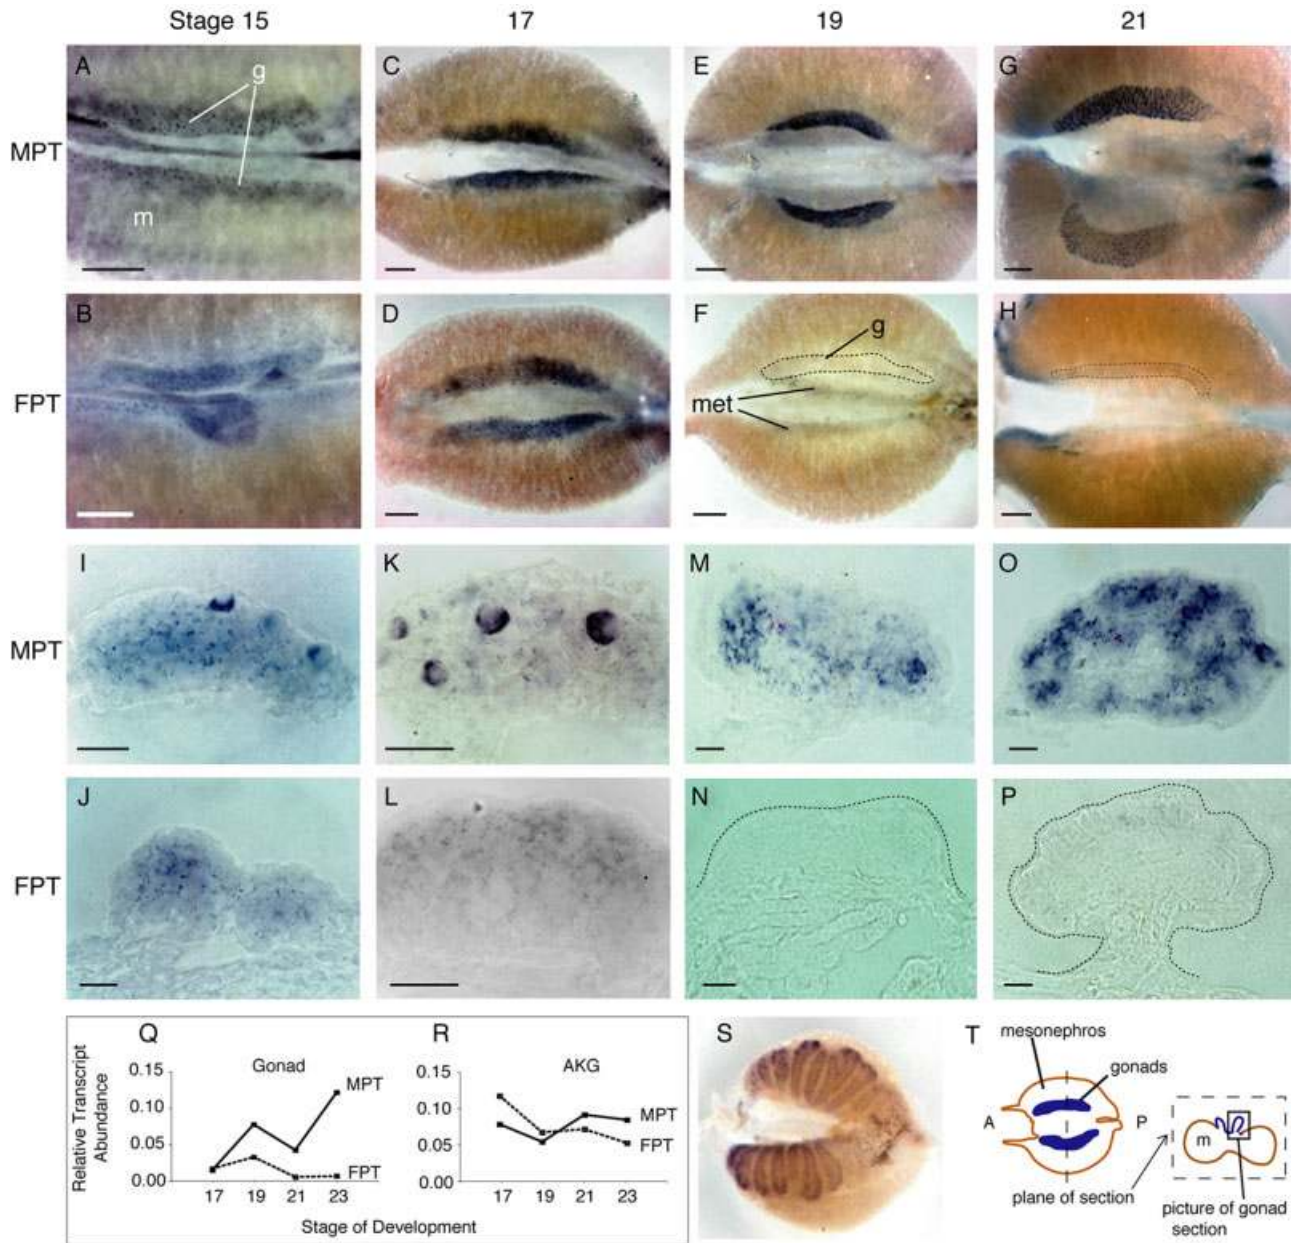 Stage 15 17 19 21
A g C E G
MPT
m
B D F g H
FPT
met
I K M O
MPT
J L N P
FPT
Q R S T
Gonad AKG
Relative Transcript
Abundance
0.15 0.15
0.10 0.10
0.05 0.05
0.00 0.00
MPT MPT
FPT FPT
17 19 21 23 17 19 21 23
Stage of Development
mesonephros
gonads
A P
m
plane of section
picture of gonad
section